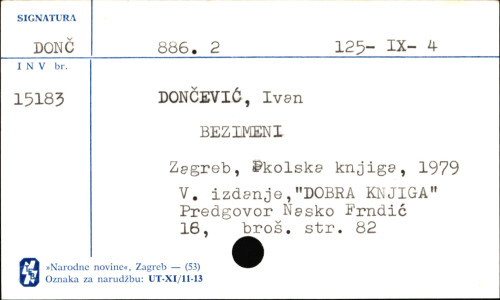 SIGNATURA
DONČ 886. 2 125- IX- 4
INV br.
15183 DONČEVIĆ, Ivan
BEZIMENI
Zagreb, Školska knjiga, 1979
V. izdanje,"DOBRA KNJIGA"
Predgovor Nasko Frndić
16, broš. str. 82
»Narodne novine«, Zagreb — (53)
Oznaka za narudžbu: UT-XI/11-13